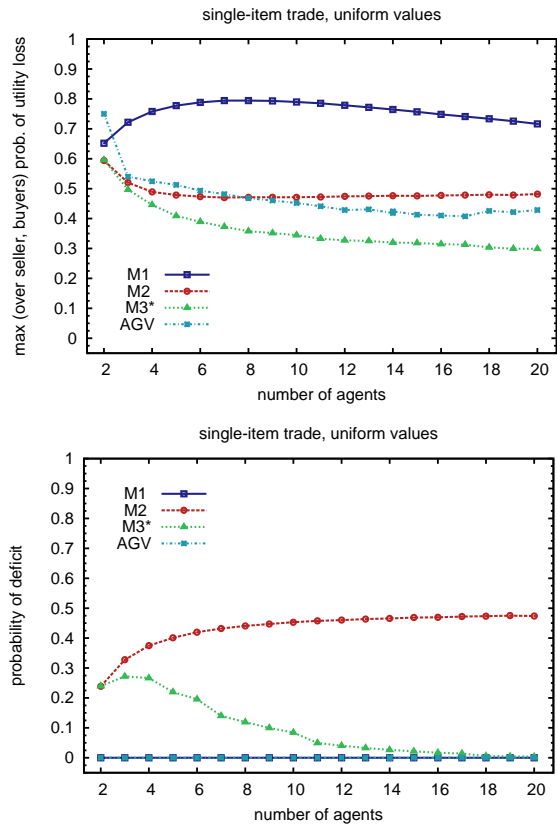 single-item trade, uniform values
max (over seller, buyers) prob. of utility loss
1
0.9
0.8
0.7
0.6
0.5
0.4
0.3
0.2
0.1
0
M1
M2
M3*
AGV
2 4 6 8 10 12 14 16 18 20
number of agents
single-item trade, uniform values
probability of deficit
1
0.9
0.8
0.7
0.6
0.5
0.4
0.3
0.2
0.1
0
M1
M2
M3*
AGV
2 4 6 8 10 12 14 16 18 20
number of agents